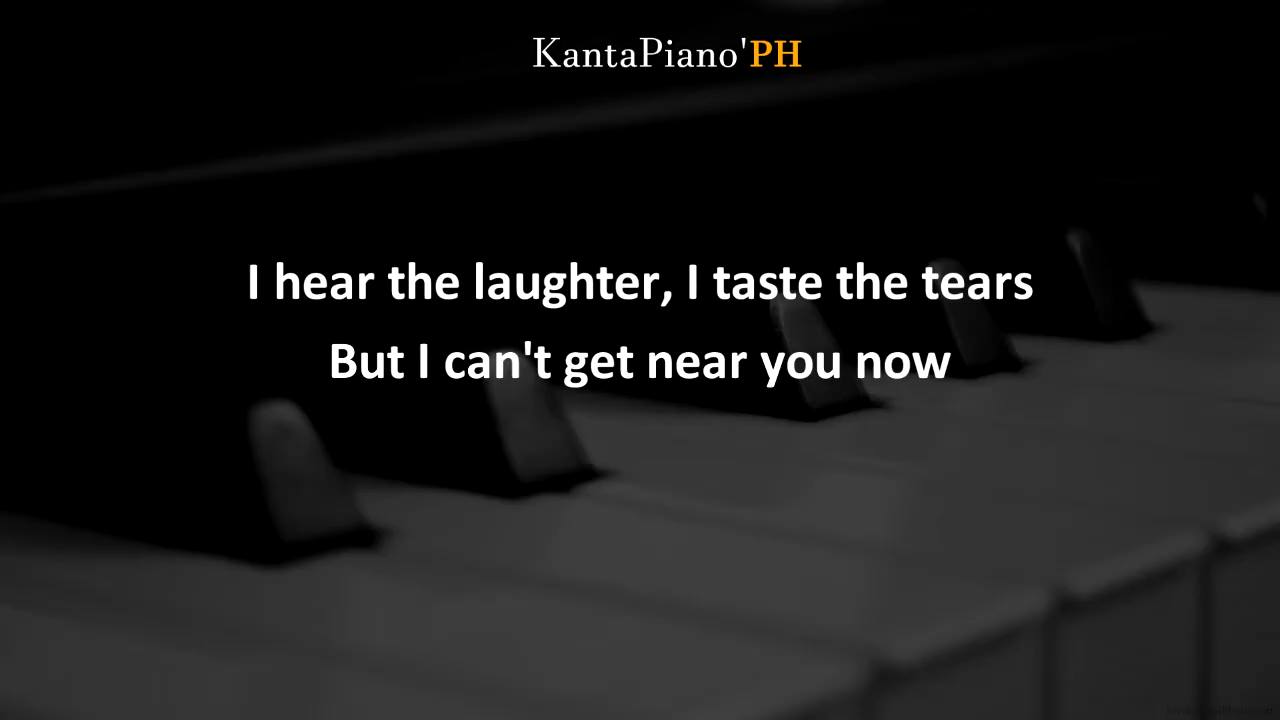 KantaPiano'PH
I hear the laughter, I taste the tears
But I can't get near you now